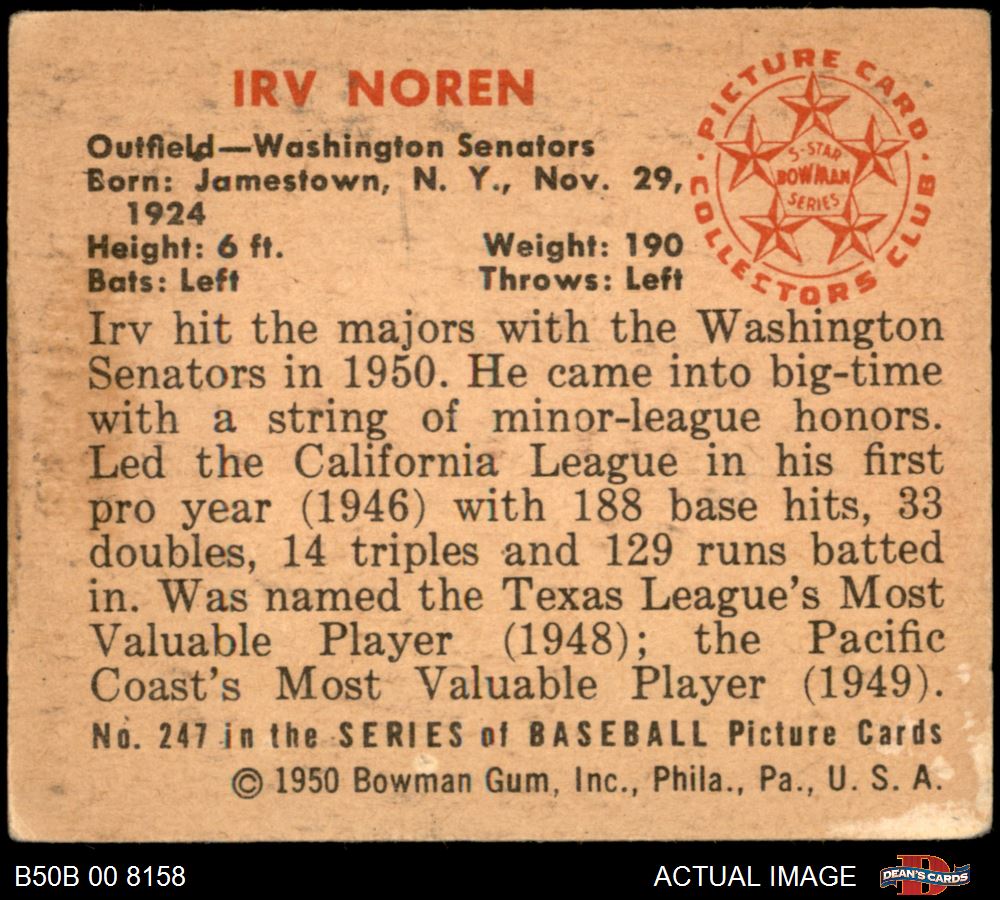 IRV NOREN
Outfield—Washington Senators
Born: Jamestown, N. Y., Nov. 29,
1924
Height: 6 ft. Weight: 190
Bats: Left Throws: Left
PICTURE CARD
COLLECTORS CLUB
5-STAR
BOWMAN
SERIES
Irv hit the majors with the Washington
Senators in 1950. He came into big-time
with a string of minor-league honors.
Led the California League in his first
pro year (1946) with 188 base hits, 33
doubles, 14 triples and 129 runs batted
in. Was named the Texas League's Most
Valuable Player (1948); the Pacific
Coast's Most Valuable Player (1949).
No. 247 in the SERIES of BASEBALL Picture Cards
© 1950 Bowman Gum, Inc., Phila., Pa., U. S. A.
B50B 00 8158 ACTUAL IMAGE DEAN'S CARDS